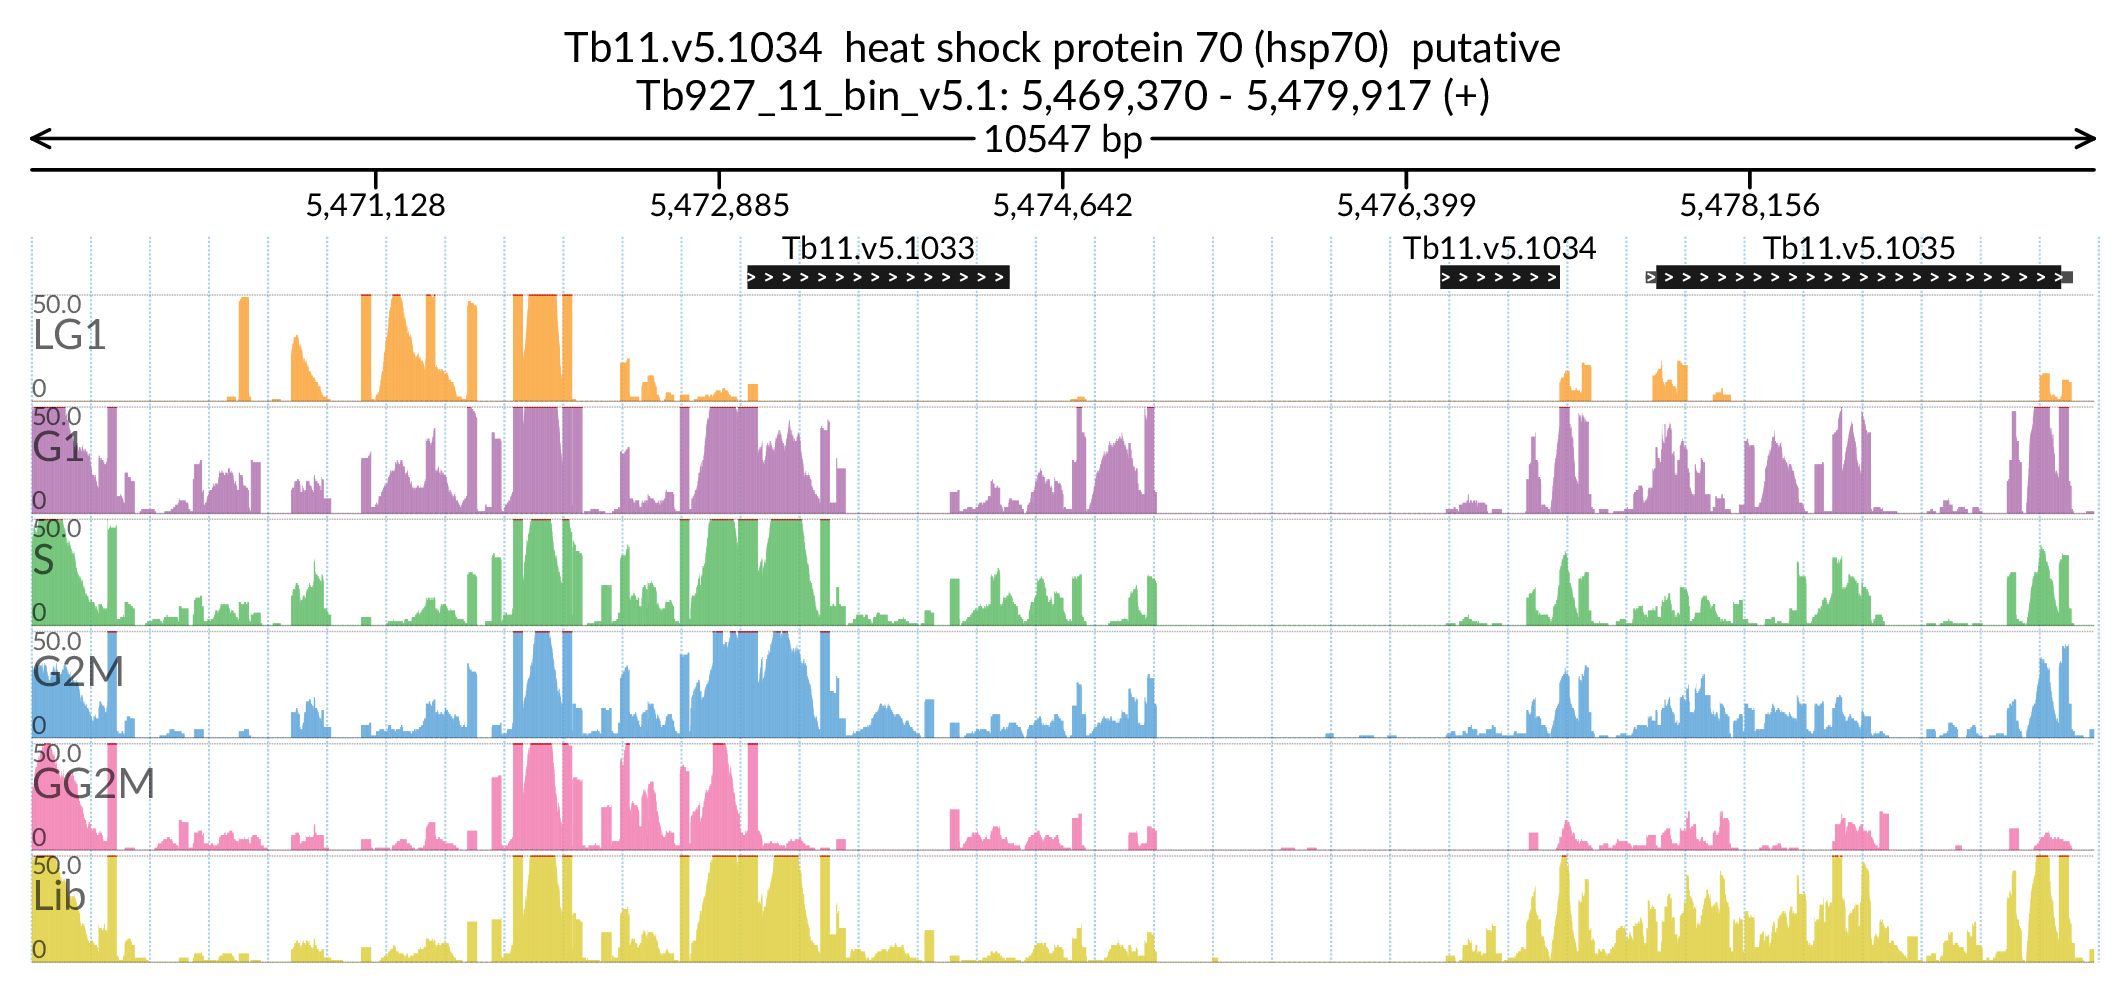 Tb11.v5.1034 heat shock protein 70 (hsp70) putative
Tb927_11_bin_v5.1: 5,469,370 - 5,479,917 (+)
10547 bp
5,471,128 5,472,885 5,474,642 5,476,399 5,478,156
Tb11.v5.1033 Tb11.v5.1034 Tb11.v5.1035
50.0
LG1
0
50.0
G1
0
50.0
S
0
50.0
G2M
0
50.0
GG2M
0
50.0
Lib
0